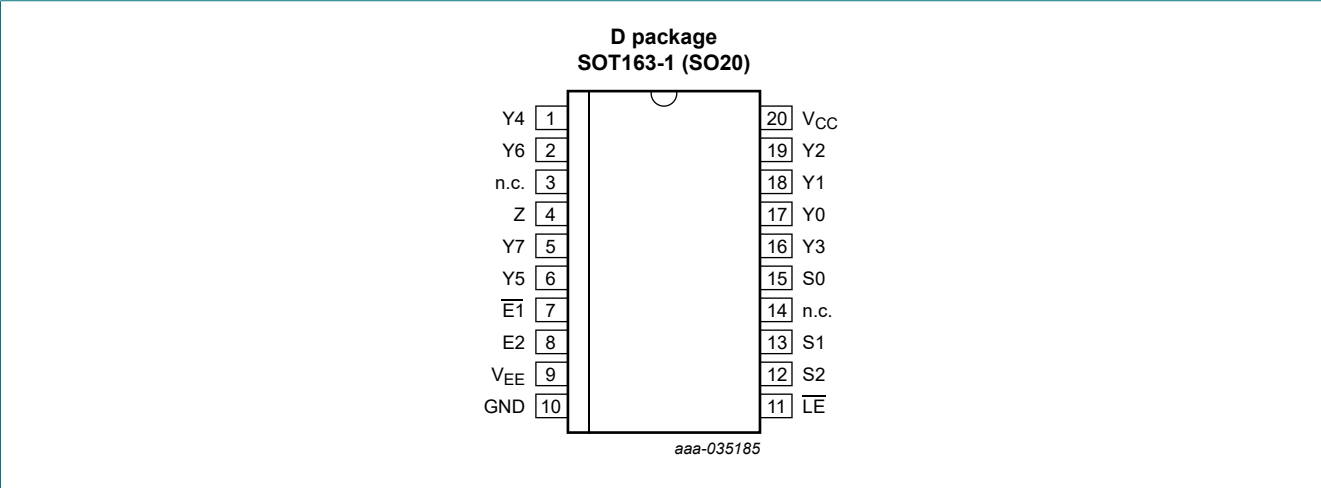 D package
SOT163-1 (SO20)
Y4 1 20 VCC
Y6 2 19 Y2
n.c. 3 18 Y1
Z 4 17 Y0
Y7 5 16 Y3
Y5 6 15 S0
E̅1̅ 7 14 n.c.
E2 8 13 S1
VEE 9 12 S2
GND 10 11 L̅E̅
aaa-035185